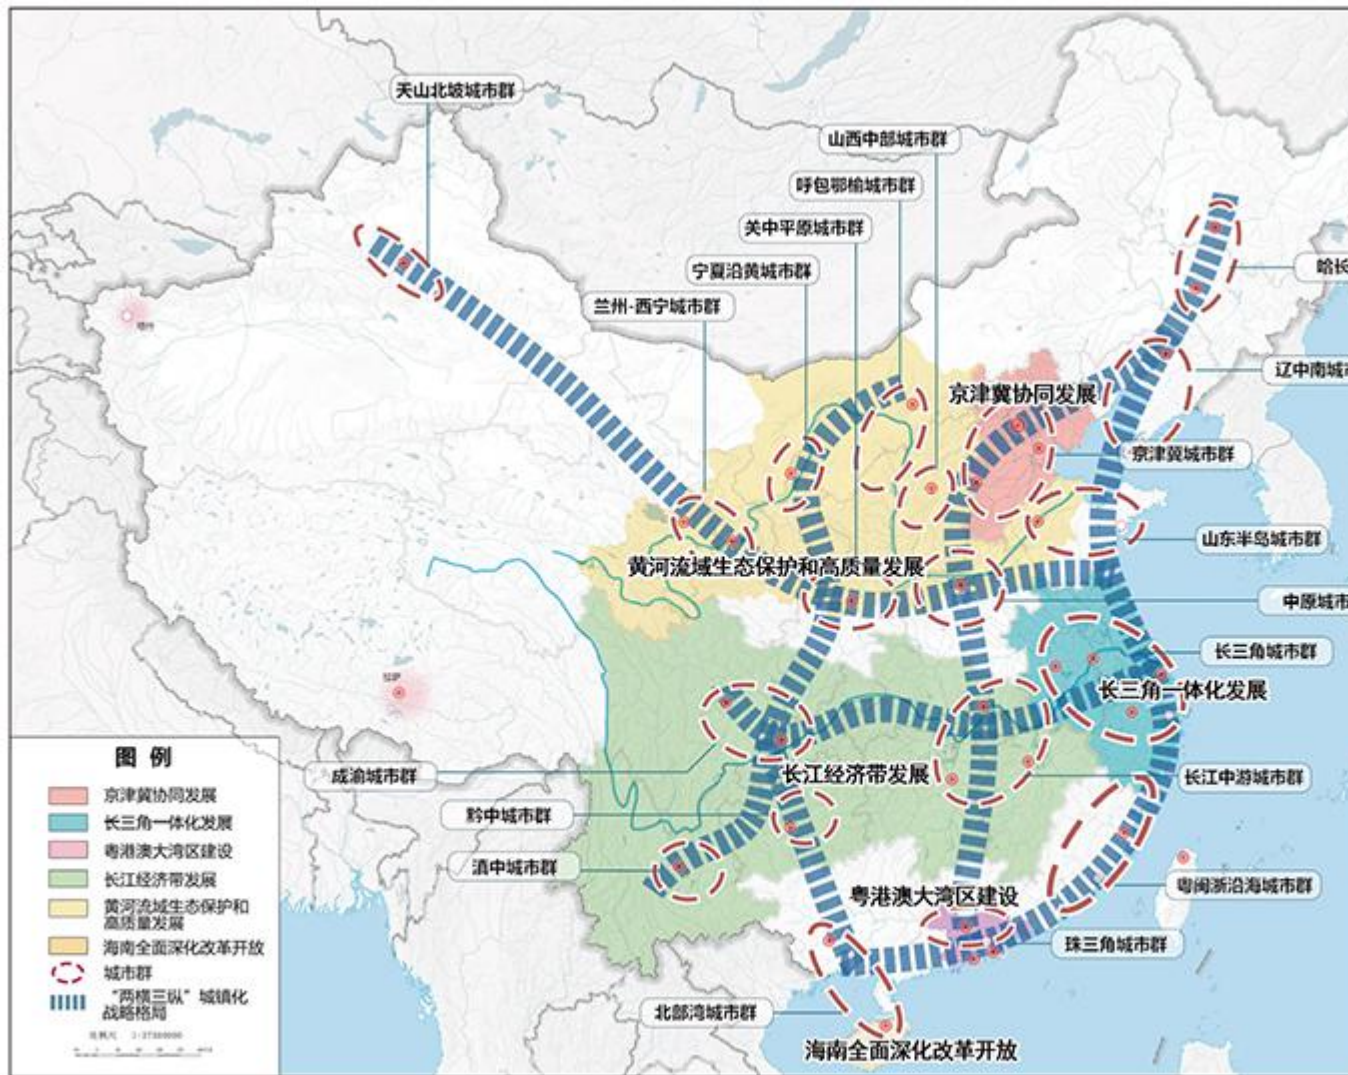 天山北坡城市群
山西中部城市群
呼包鄂榆城市群
关中平原城市群
宁夏沿黄城市群
兰州-西宁城市群
哈长
辽中南城市
京津冀协同发展
京津冀城市群
山东半岛城市群
黄河流域生态保护和高质量发展
中原城市
长三角城市群
长三角一体化发展
成渝城市群
长江经济带发展
长江中游城市群
黔中城市群
滇中城市群
粤港澳大湾区建设
粤闽浙沿海城市群
珠三角城市群
北部湾城市群
海南全面深化改革开放
图例
京津冀协同发展
长三角一体化发展
粤港澳大湾区建设
长江经济带发展
黄河流域生态保护和
高质量发展
海南全面深化改革开放
城市群
“两横三纵”城镇化
战略格局